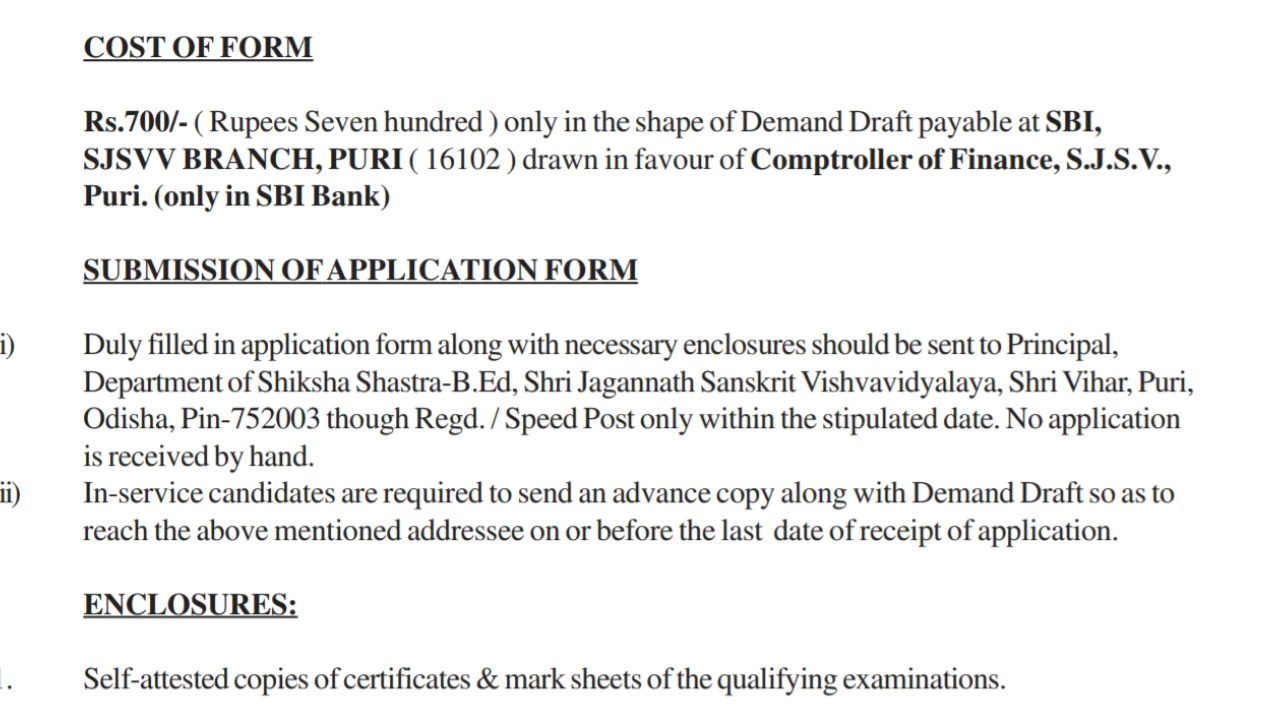 COST OF FORM
Rs.700/- ( Rupees Seven hundred ) only in the shape of Demand Draft payable at SBI,
SJSVV BRANCH, PURI ( 16102 ) drawn in favour of Comptroller of Finance, S.J.S.V.,
Puri. (only in SBI Bank)
SUBMISSION OF APPLICATION FORM
i) Duly filled in application form along with necessary enclosures should be sent to Principal,
Department of Shiksha Shastra-B.Ed, Shri Jagannath Sanskrit Vishvavidyalaya, Shri Vihar, Puri,
Odisha, Pin-752003 though Regd. / Speed Post only within the stipulated date. No application
is received by hand.
ii) In-service candidates are required to send an advance copy along with Demand Draft so as to
reach the above mentioned addressee on or before the last date of receipt of application.
ENCLOSURES:
1. Self-attested copies of certificates & mark sheets of the qualifying examinations.